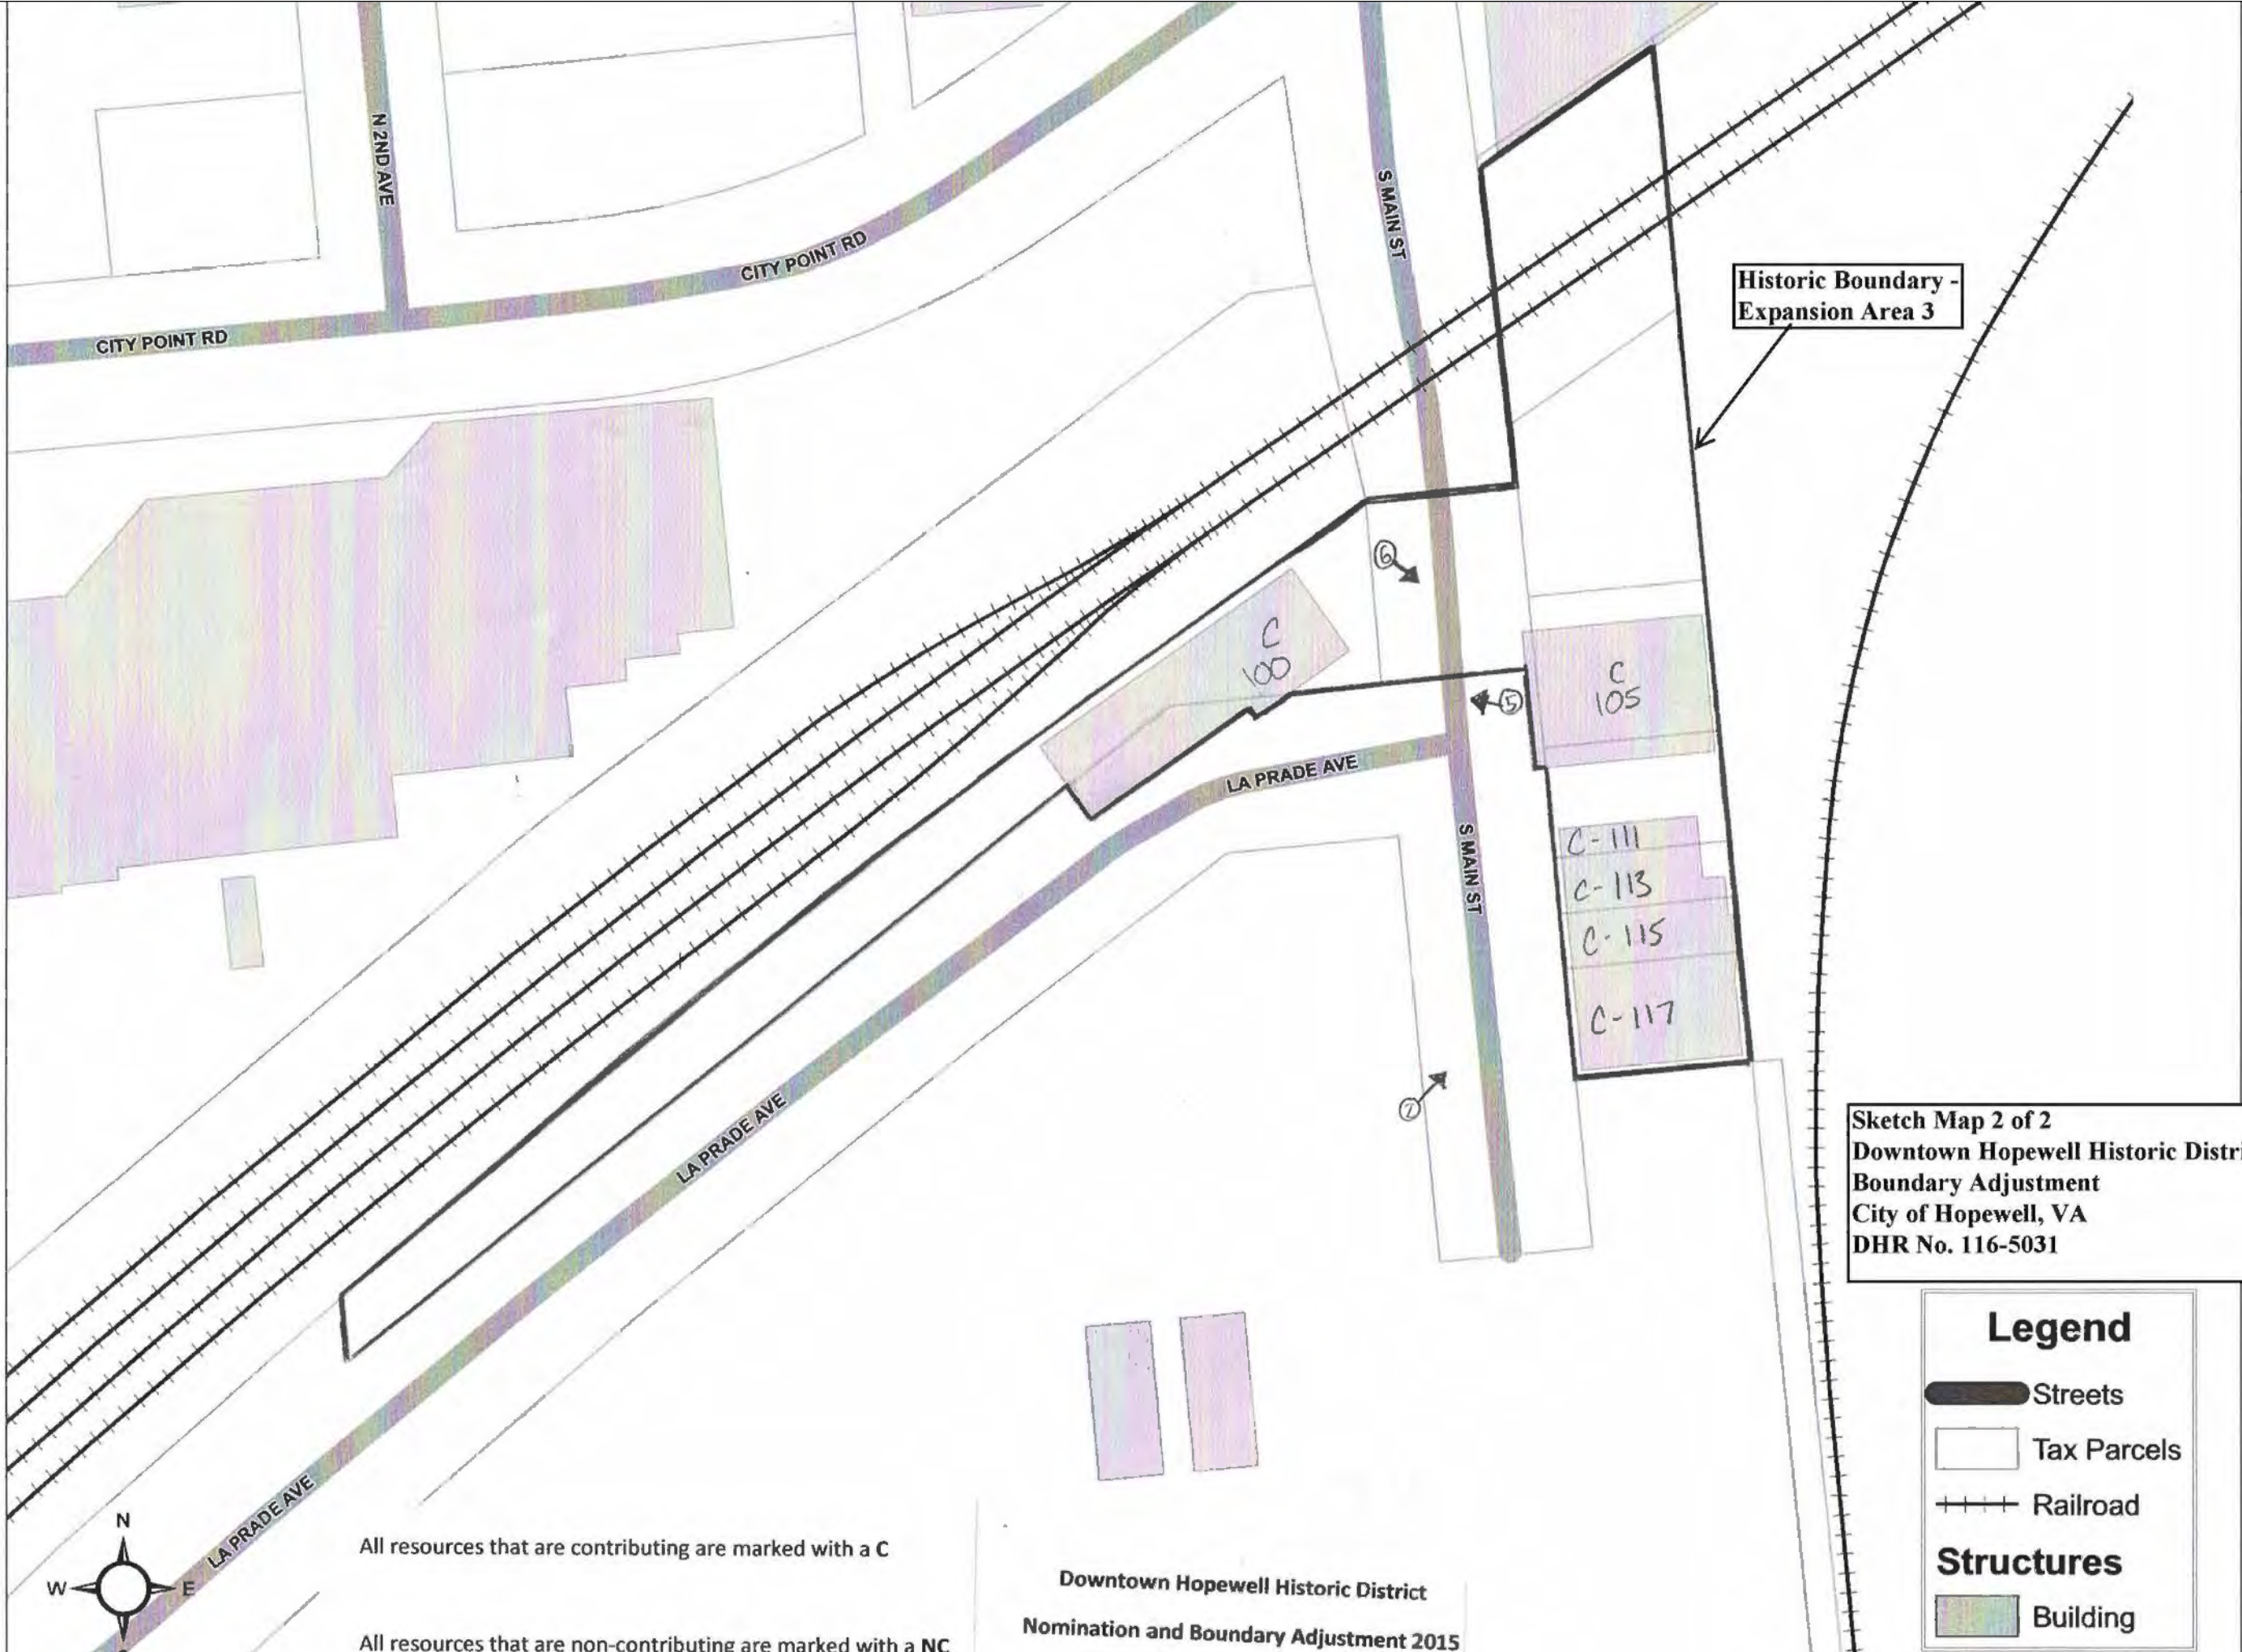 N 2ND AVE
CITY POINT RD
CITY POINT RD
S MAIN ST
Historic Boundary -
Expansion Area 3
⑥
C
100
C
105
⑤
LA PRADE AVE
S MAIN ST
C-111
C-113
C-115
C-117
⑦
LA PRADE AVE
Sketch Map 2 of 2
Downtown Hopewell Historic Distri
Boundary Adjustment
City of Hopewell, VA
DHR No. 116-5031
Legend
Streets
Tax Parcels
Railroad
Structures
Building
LA PRADE AVE
N
W
E
All resources that are contributing are marked with a C
All resources that are non-contributing are marked with a NC
Downtown Hopewell Historic District
Nomination and Boundary Adjustment 2015